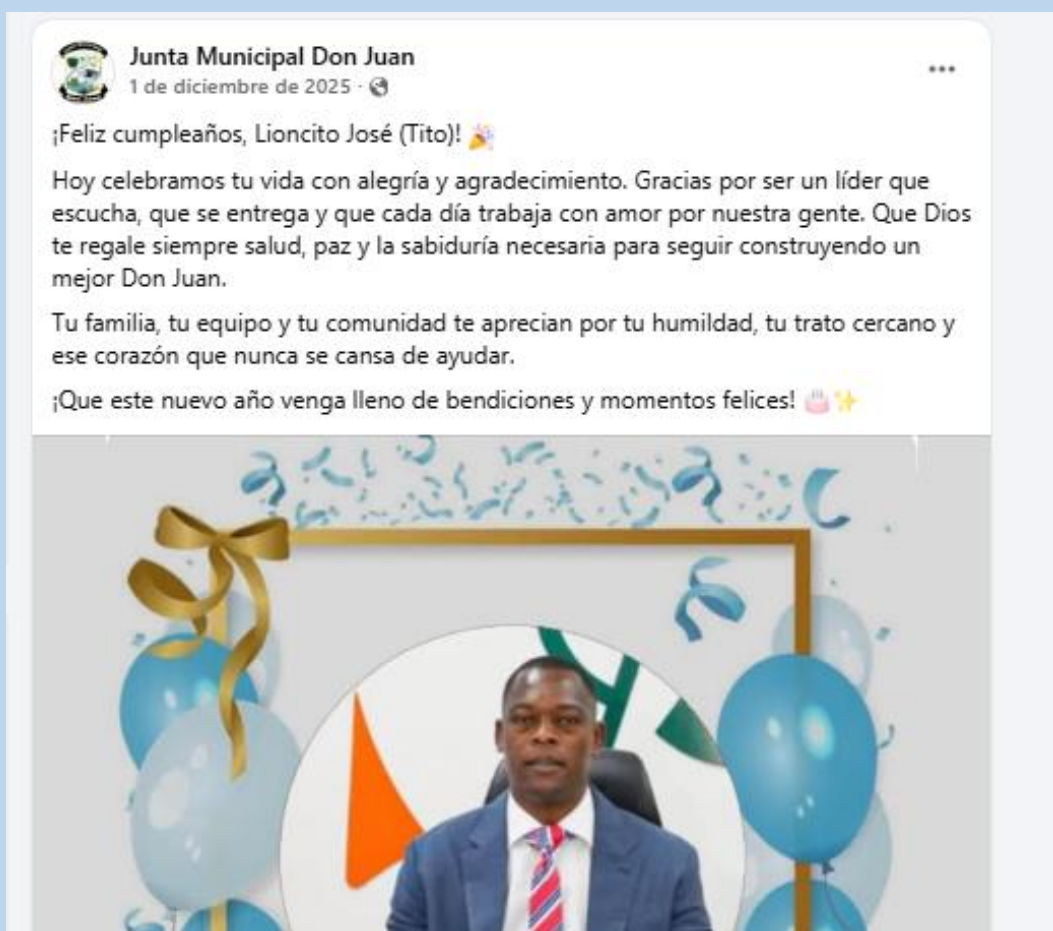 Junta Municipal Don Juan
1 de diciembre de 2025 ·
¡Feliz cumpleaños, Lioncito José (Tito)! 🎉
Hoy celebramos tu vida con alegría y agradecimiento. Gracias por ser un líder que
escucha, que se entrega y que cada día trabaja con amor por nuestra gente. Que Dios
te regale siempre salud, paz y la sabiduría necesaria para seguir construyendo un
mejor Don Juan.
Tu familia, tu equipo y tu comunidad te aprecian por tu humildad, tu trato cercano y
ese corazón que nunca se cansa de ayudar.
¡Que este nuevo año venga lleno de bendiciones y momentos felices! 🎂✨